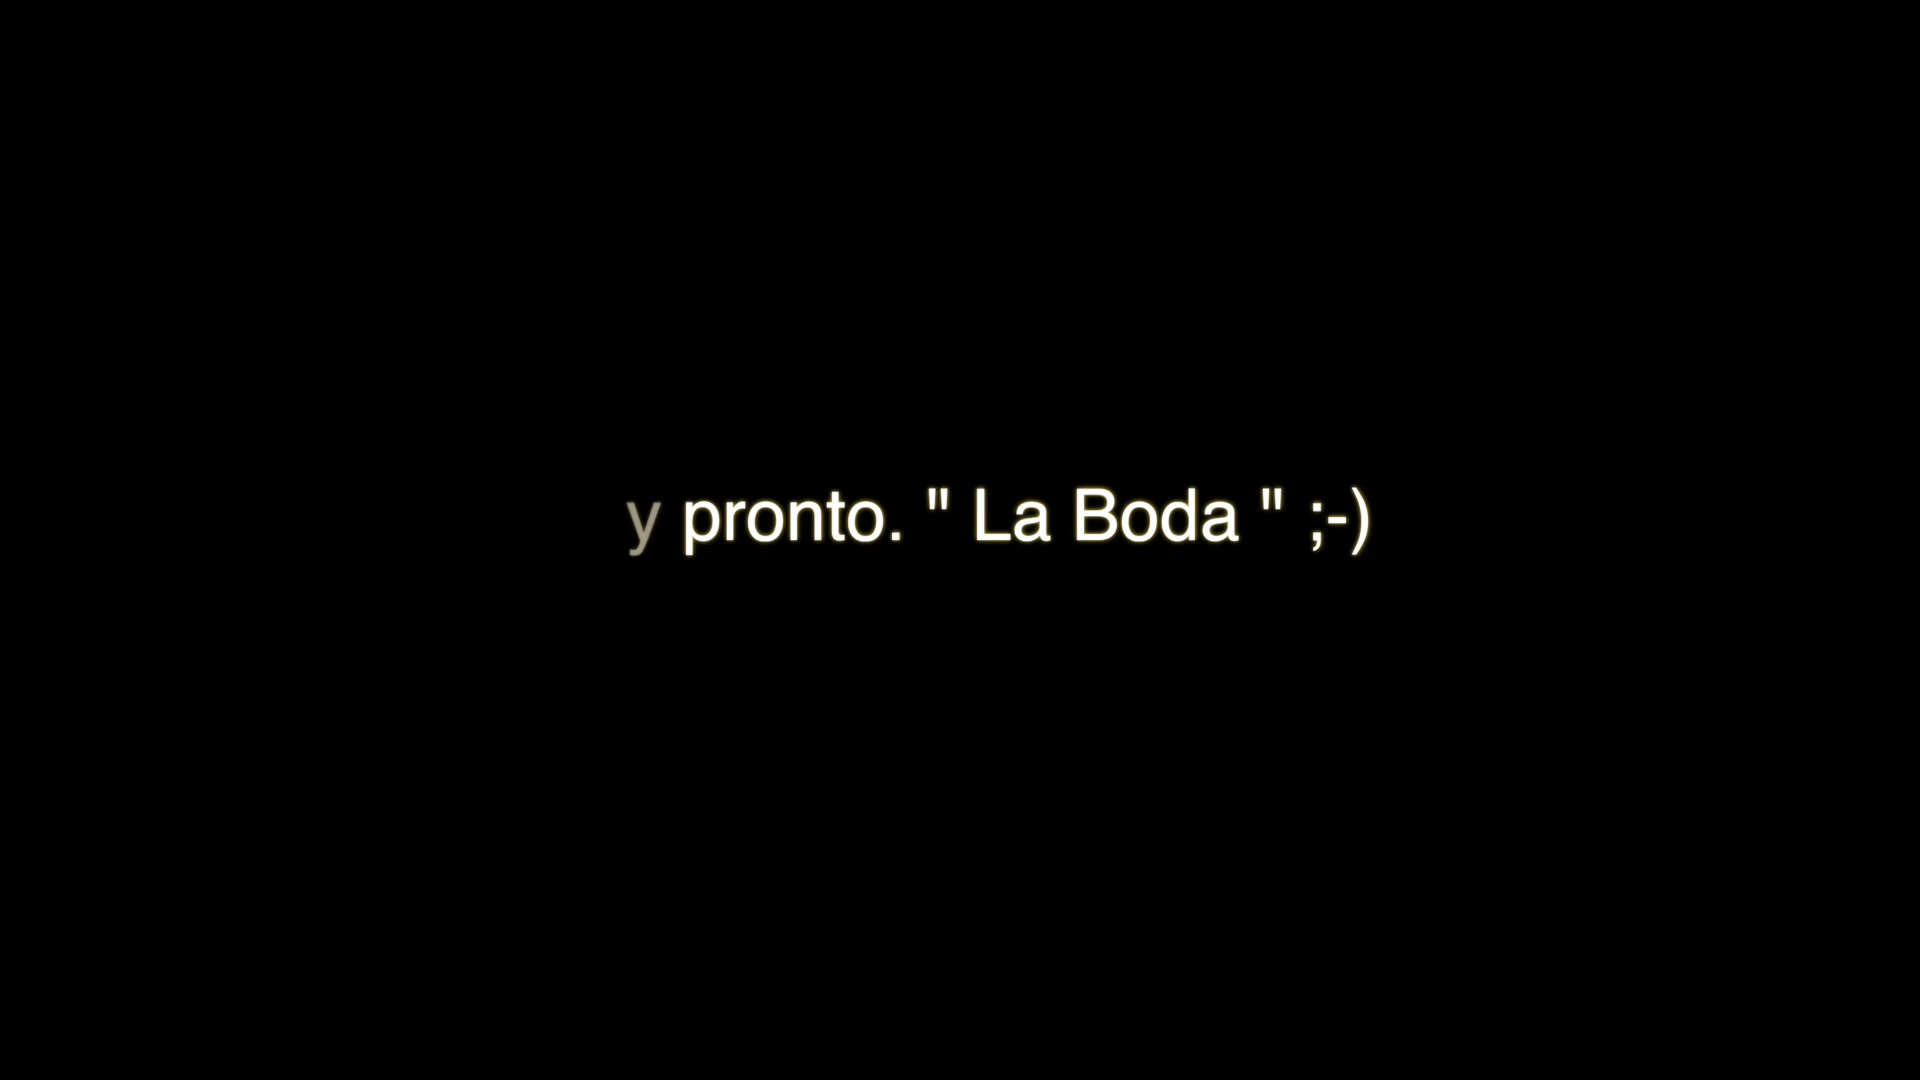 y pronto. " La Boda " ;-)